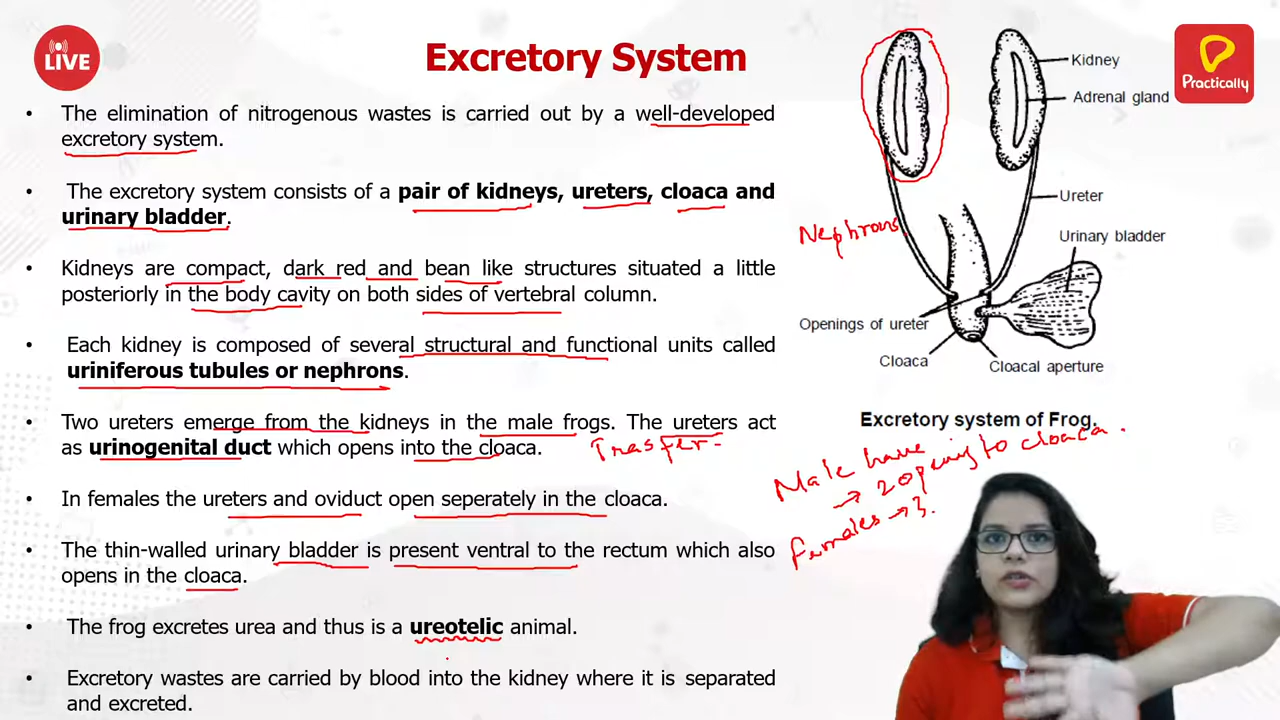 LIVE
Excretory System
Practically
• The elimination of nitrogenous wastes is carried out by a well-developed
excretory system.
• The excretory system consists of a pair of kidneys, ureters, cloaca and
urinary bladder.
• Kidneys are compact, dark red and bean like structures situated a little
posteriorly in the body cavity on both sides of vertebral column.
• Each kidney is composed of several structural and functional units called
uriniferous tubules or nephrons.
• Two ureters emerge from the kidneys in the male frogs. The ureters act
as urinogenital duct which opens into the cloaca.
Trasfer-
• In females the ureters and oviduct open seperately in the cloaca.
• The thin-walled urinary bladder is present ventral to the rectum which also
opens in the cloaca.
• The frog excretes urea and thus is a ureotelic animal.
• Excretory wastes are carried by blood into the kidney where it is separated
and excreted.
Kidney
Adrenal gland
Ureter
Nephrons
Urinary bladder
Openings of ureter
Cloaca
Cloacal aperture
Excretory system of Frog.
Male have
→ 2 opening to cloaca.
females → 3.